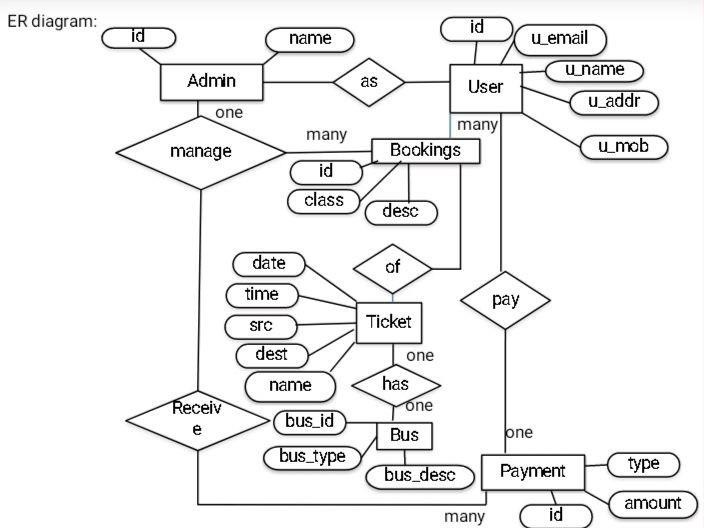 ER diagram:
id
name
id
u_email
Admin
as
User
u_name
u_addr
one
many
many
manage
Bookings
u_mob
id
class
desc
date
of
time
pay
src
Ticket
dest
one
name
has
one
Receiv
e
bus_id
Bus
one
bus_type
bus_desc
Payment
type
amount
many
id